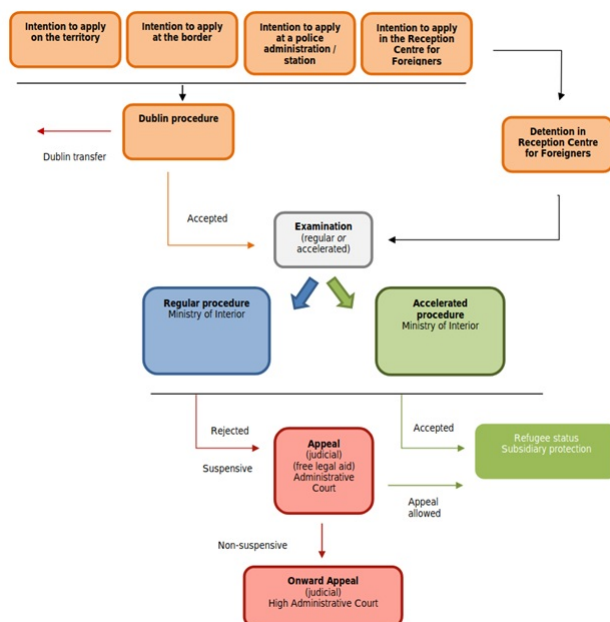 Intention to apply
on the territory
Intention to apply
at the border
Intention to apply
at a police
administration /
station
Intention to apply
in the Reception
Centre for
Foreigners
Dublin procedure
Dublin transfer
Detention in
Reception Centre
for Foreigners
Accepted
Examination
(regular or
accelerated)
Regular procedure
Ministry of Interior
Accelerated
procedure
Ministry of Interior
Rejected
Suspensive
Appeal
(judicial)
(free legal aid)
Administrative
Court
Accepted
Refugee status
Subsidiary protection
Appeal
allowed
Non-suspensive
Onward Appeal
(judicial)
High Administrative Court